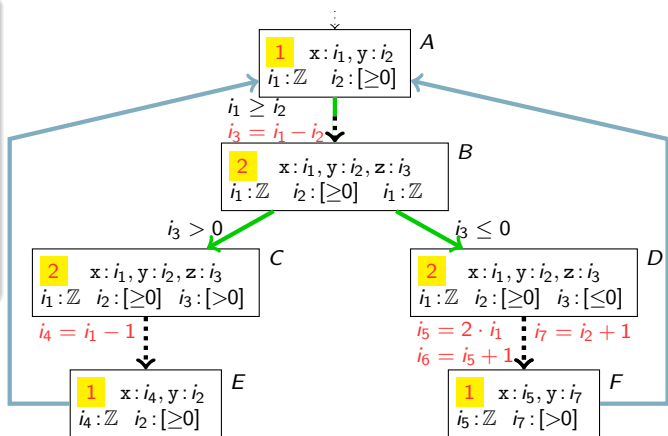 A
1 x:i₁, y:i₂
i₁:ℤ i₂:[≥0]
i₁ ≥ i₂
i₃ = i₁ − i₂
B
2 x:i₁, y:i₂, z:i₃
i₁:ℤ i₂:[≥0] i₁:ℤ
i₃ > 0
i₃ ≤ 0
C
2 x:i₁, y:i₂, z:i₃
i₁:ℤ i₂:[≥0] i₃:[>0]
D
2 x:i₁, y:i₂, z:i₃
i₁:ℤ i₂:[≥0] i₃:[≤0]
i₄ = i₁ − 1
i₅ = 2 · i₁ i₇ = i₂ + 1
i₆ = i₅ + 1
E
1 x:i₄, y:i₂
i₄:ℤ i₂:[≥0]
F
1 x:i₅, y:i₇
i₅:ℤ i₇:[>0]